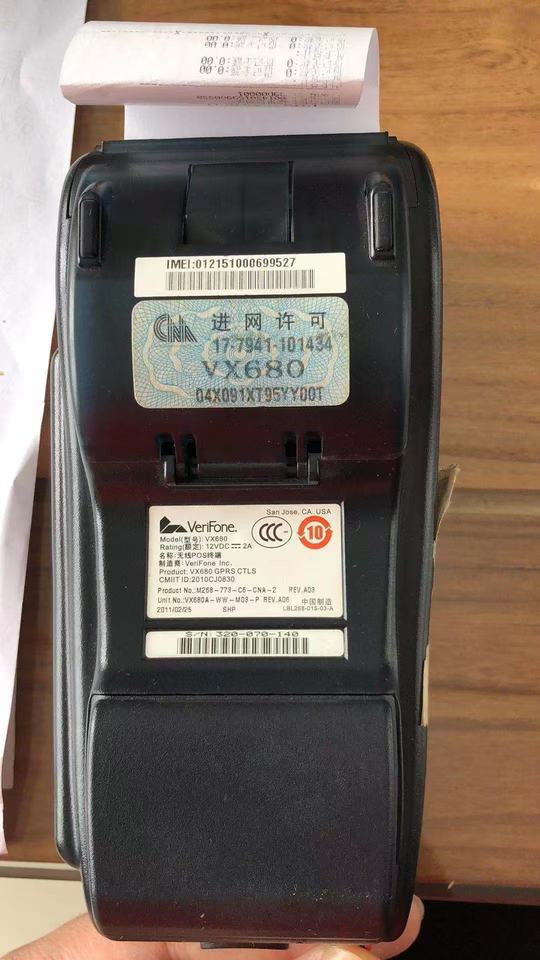 IMEI:012151000699527
CNA 进网许可
17-7941-101434
VX680
04X091XT95YY00T
VeriFone.
San Jose, CA. USA
CCC
10
Model(型号): VX680
Rating(额定): 12VDC 2A
名称:无线POS终端
制造商: VeriFone Inc.
Product: VX680 GPRS CTLS
CMIIT ID:2010CJ0830
Product No.:M268-773-C6-CNA-2 REV.A03
Unit No.:VX680A-WW-M03-P REV.A06 中国制造
2011/02/25 SHP LBL268-015-03-A
S/N: 320-070-140